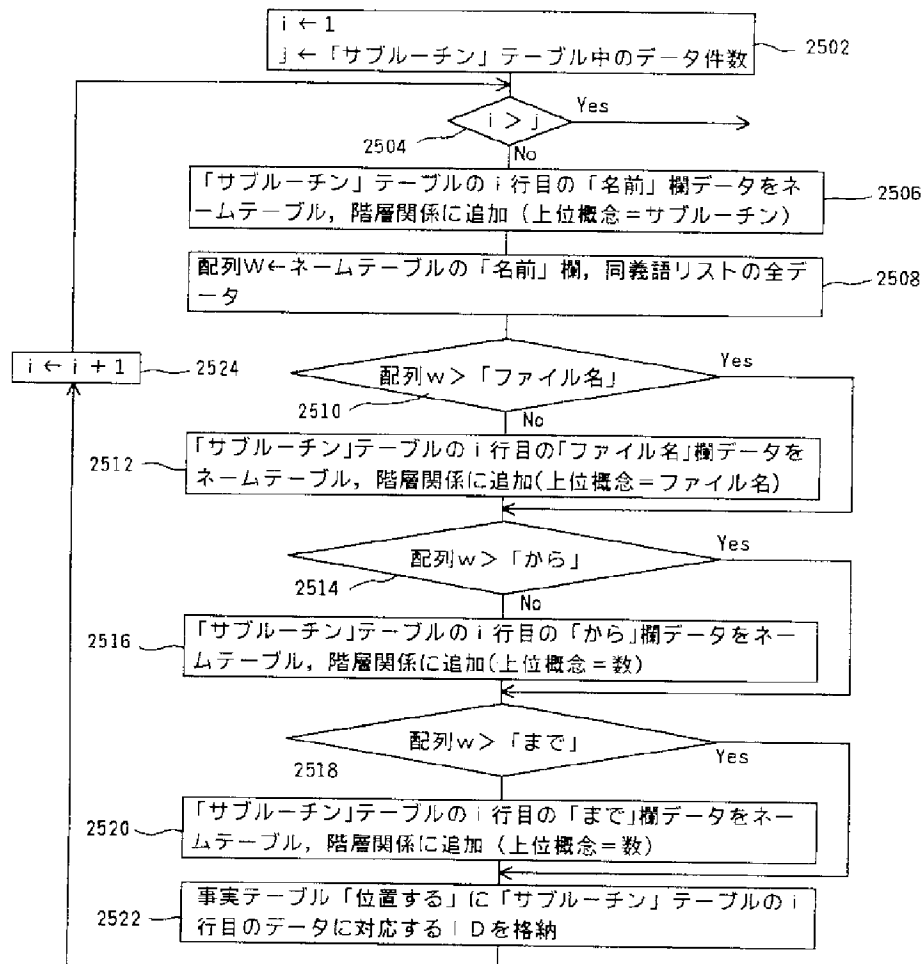 i ← 1
j ← 「サブルーチン」テーブル中のデータ件数
2502
Yes
i > j
2504
No
「サブルーチン」テーブルのi行目の「名前」欄データをネ
ームテーブル,階層関係に追加(上位概念=サブルーチン)
2506
配列W←ネームテーブルの「名前」欄,同義語リストの全デ
ータ
2508
i ← i + 1
2524
配列w>「ファイル名」
Yes
2510
No
2512
「サブルーチン」テーブルのi行目の「ファイル名」欄データを
ネームテーブル,階層関係に追加(上位概念=ファイル名)
配列w>「から」
Yes
2514
No
2516
「サブルーチン」テーブルのi行目の「から」欄データをネー
ムテーブル,階層関係に追加(上位概念=数)
配列w>「まで」
Yes
2518
2520
「サブルーチン」テーブルのi行目の「まで」欄データをネー
ムテーブル,階層関係に追加(上位概念=数)
2522
事実テーブル「位置する」に「サブルーチン」テーブルのi
行目のデータに対応するIDを格納